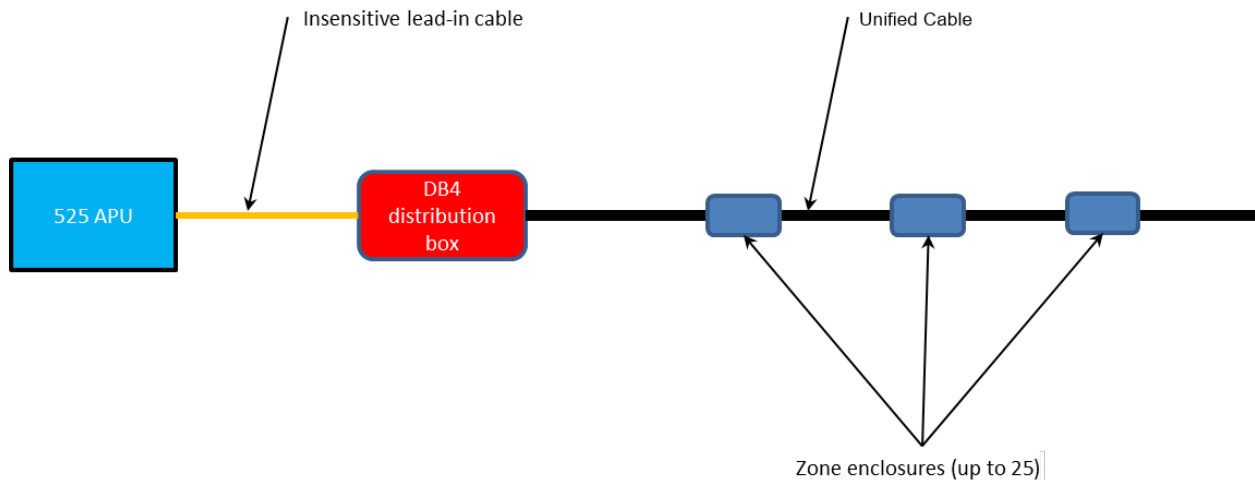 Insensitive lead-in cable
Unified Cable
525 APU
DB4
distribution
box
Zone enclosures (up to 25)